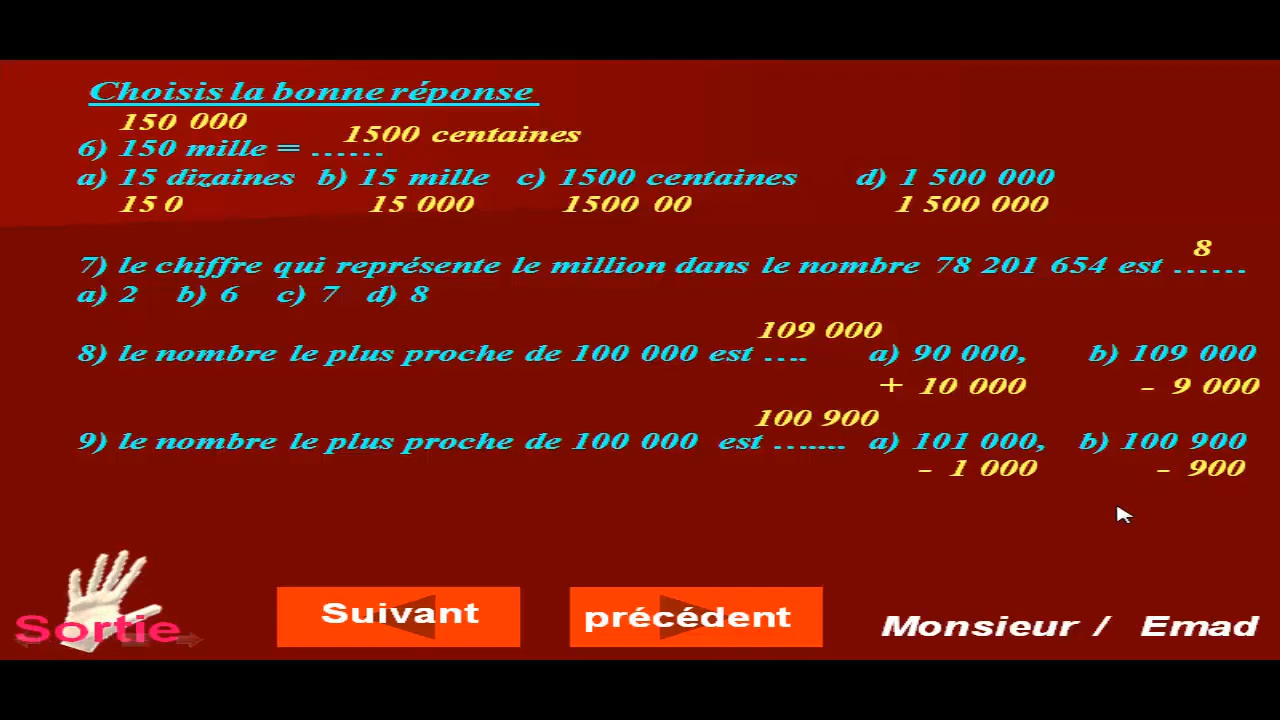 Choisis la bonne réponse
150 000
1500 centaines
6) 150 mille = ......
a) 15 dizaines b) 15 mille c) 1500 centaines d) 1 500 000
15 0 15 000 1500 00 1 500 000
8
7) le chiffre qui représente le million dans le nombre 78 201 654 est ......
a) 2 b) 6 c) 7 d) 8
109 000
8) le nombre le plus proche de 100 000 est .... a) 90 000, b) 109 000
+ 10 000 - 9 000
100 900
9) le nombre le plus proche de 100 000 est ....... a) 101 000, b) 100 900
- 1 000 - 900
Sortie
Suivant
précédent
Monsieur / Emad